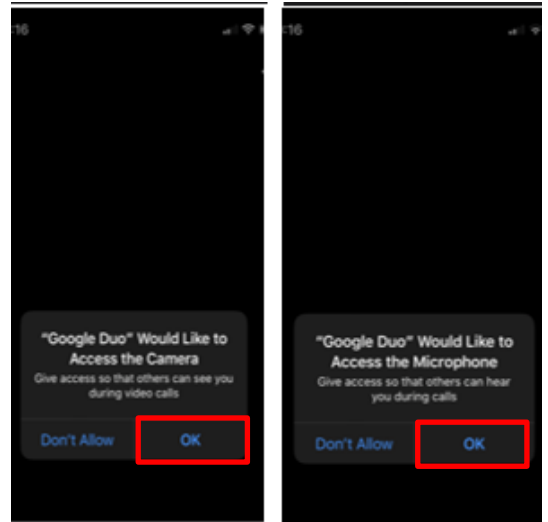 :16
"Google Duo" Would Like to
Access the Camera
Give access so that others can see you
during video calls
Don't Allow
OK
:16
"Google Duo" Would Like to
Access the Microphone
Give access so that others can hear
you during calls
Don't Allow
OK